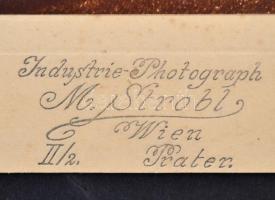 Industrie-Photograph
M. Strobl
Wien
II/2. Prater.